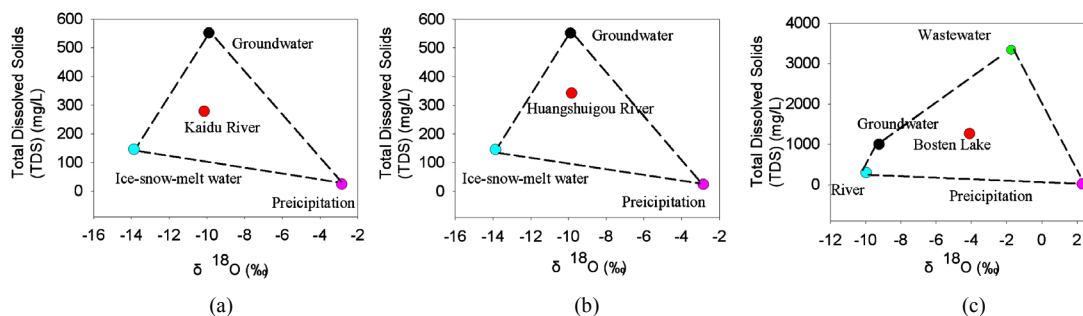 Total Dissolved Solids
(TDS) (mg/L)
600
500
400
300
200
100
0
-16 -14 -12 -10 -8 -6 -4 -2
δ 18O (‰)
Groundwater
Kaidu River
Ice-snow-melt water
Preicipitation
(a)
Total Dissolved Solids
(TDS) (mg/L)
600
500
400
300
200
100
0
-16 -14 -12 -10 -8 -6 -4 -2
δ 18O (‰)
Groundwater
Huangshuigou River
Ice-snow-melt water
Preicipitation
(b)
Total Dissolved Solids
(TDS) (mg/L)
4000
3000
2000
1000
0
-12 -10 -8 -6 -4 -2 0 2
δ 18O (‰)
Wastewater
Groundwater
Bosten Lake
River
Preicipitation
(c)